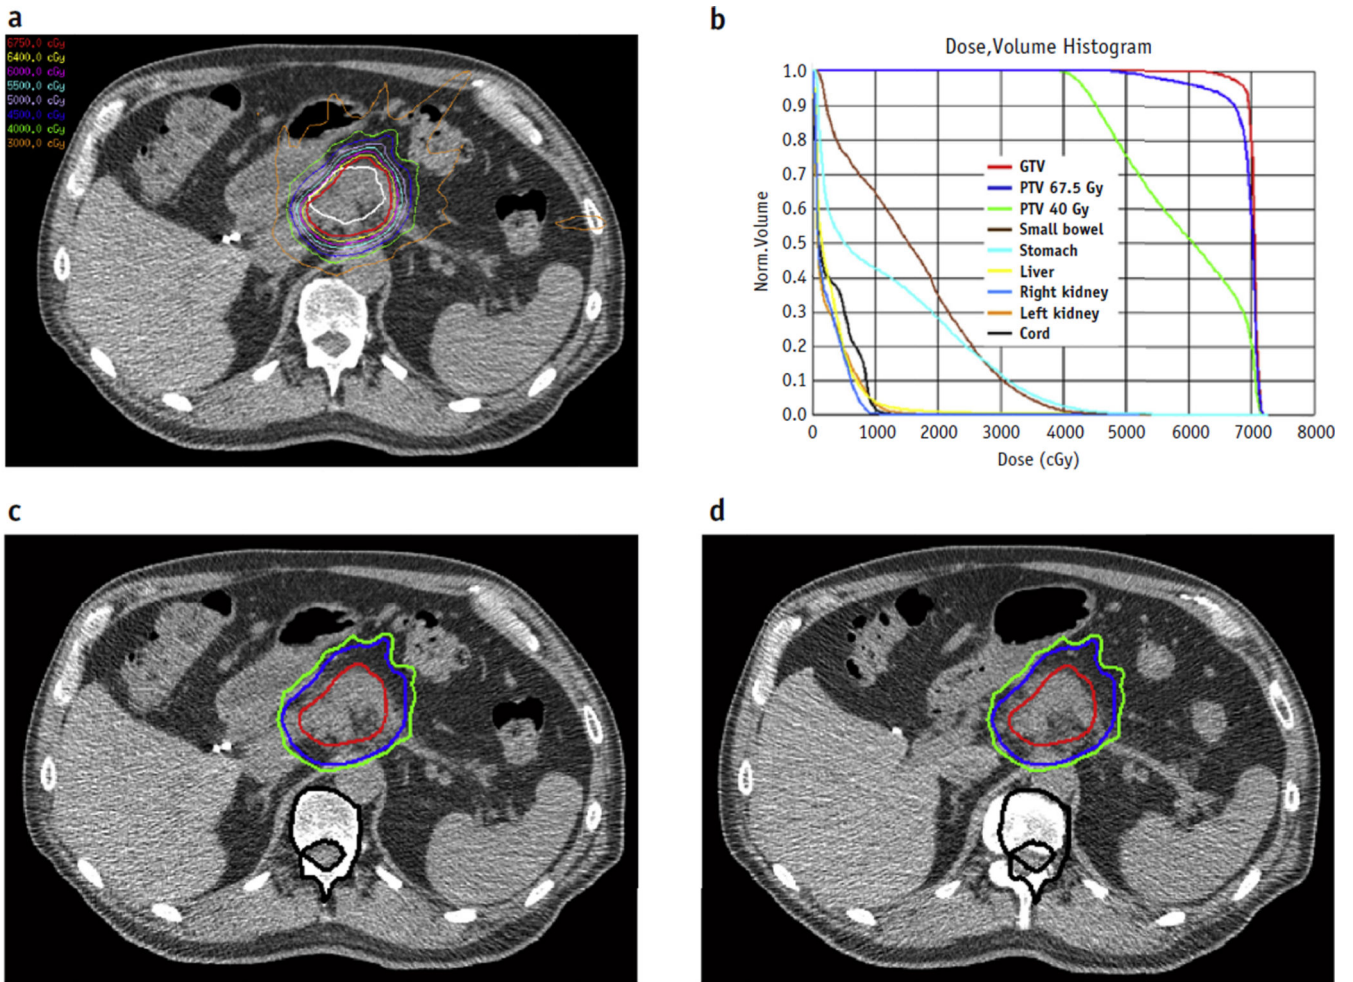 a
6750.0 cGy
6400.0 cGy
6000.0 cGy
5500.0 cGy
5000.0 cGy
4500.0 cGy
4000.0 cGy
3000.0 cGy
b
Dose,Volume Histogram
Norm.Volume
1.0
0.9
0.8
0.7
0.6
0.5
0.4
0.3
0.2
0.1
0.0
GTV
PTV 67.5 Gy
PTV 40 Gy
Small bowel
Stomach
Liver
Right kidney
Left kidney
Cord
0 1000 2000 3000 4000 5000 6000 7000 8000
Dose (cGy)
c
d